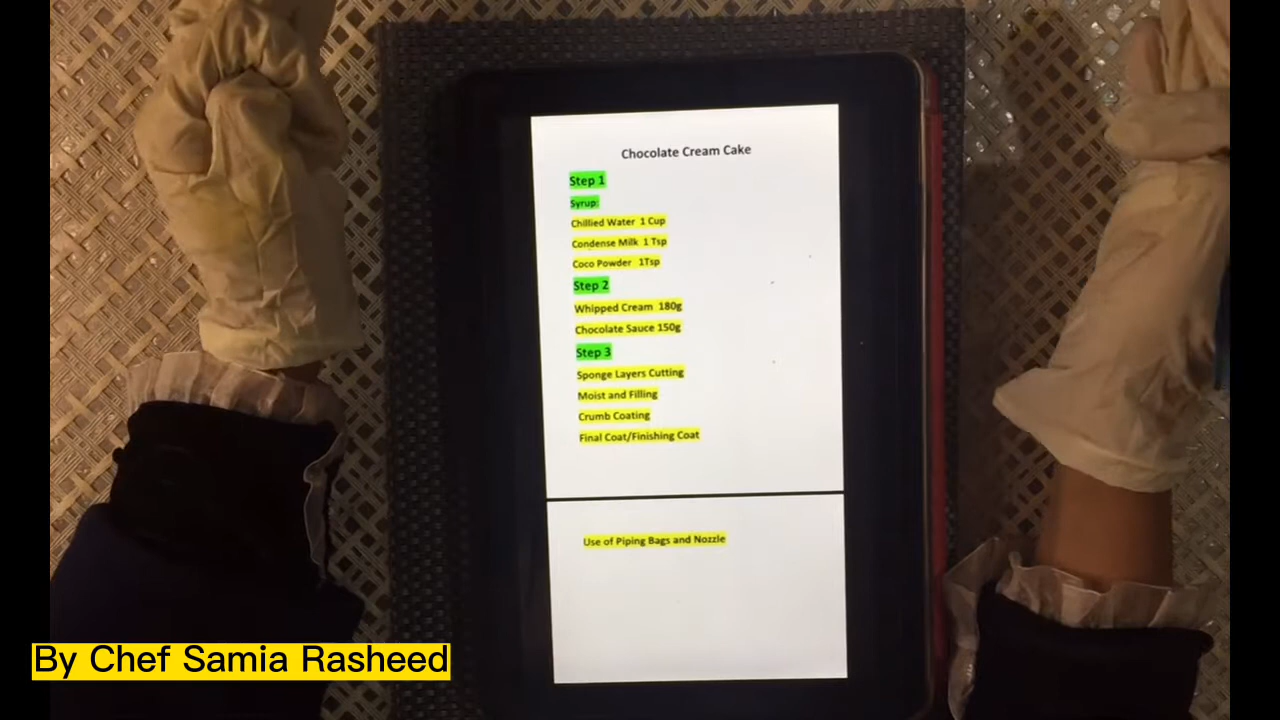 Chocolate Cream Cake
Step 1
Syrup:
Chillied Water 1 Cup
Condense Milk 1 Tsp
Coco Powder 1Tsp
Step 2
Whipped Cream 180g
Chocolate Sauce 150g
Step 3
Sponge Layers Cutting
Moist and Filling
Crumb Coating
Final Coat/Finishing Coat
Use of Piping Bags and Nozzle
By Chef Samia Rasheed